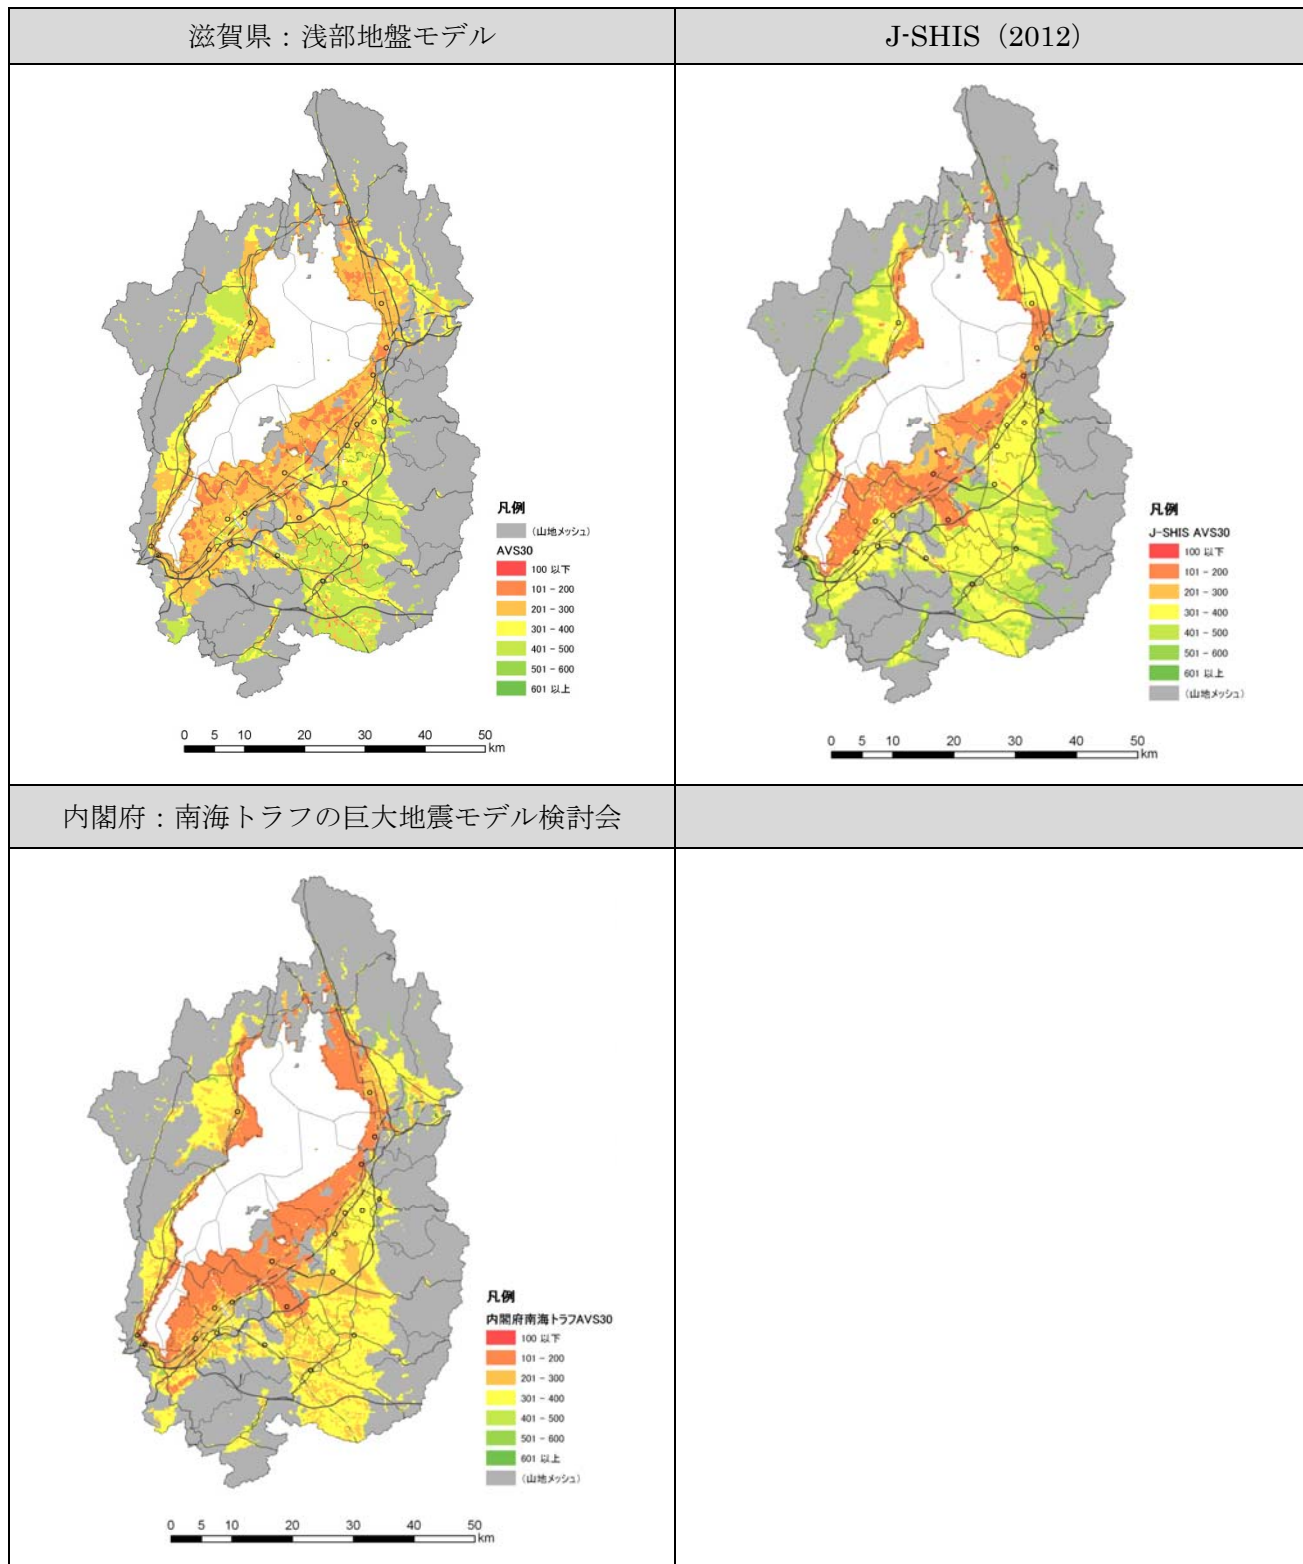 滋賀県：浅部地盤モデル
J-SHIS（2012）
凡例
（山地メッシュ）
AVS30
100 以下
101 − 200
201 − 300
301 − 400
401 − 500
501 − 600
601 以上
0 5 10 20 30 40 50
km
凡例
J-SHIS AVS30
100 以下
101 − 200
201 − 300
301 − 400
401 − 500
501 − 600
601 以上
（山地メッシュ）
0 5 10 20 30 40 50
km
内閣府：南海トラフの巨大地震モデル検討会
凡例
内閣府南海トラフAVS30
100 以下
101 − 200
201 − 300
301 − 400
401 − 500
501 − 600
601 以上
（山地メッシュ）
0 5 10 20 30 40 50
km